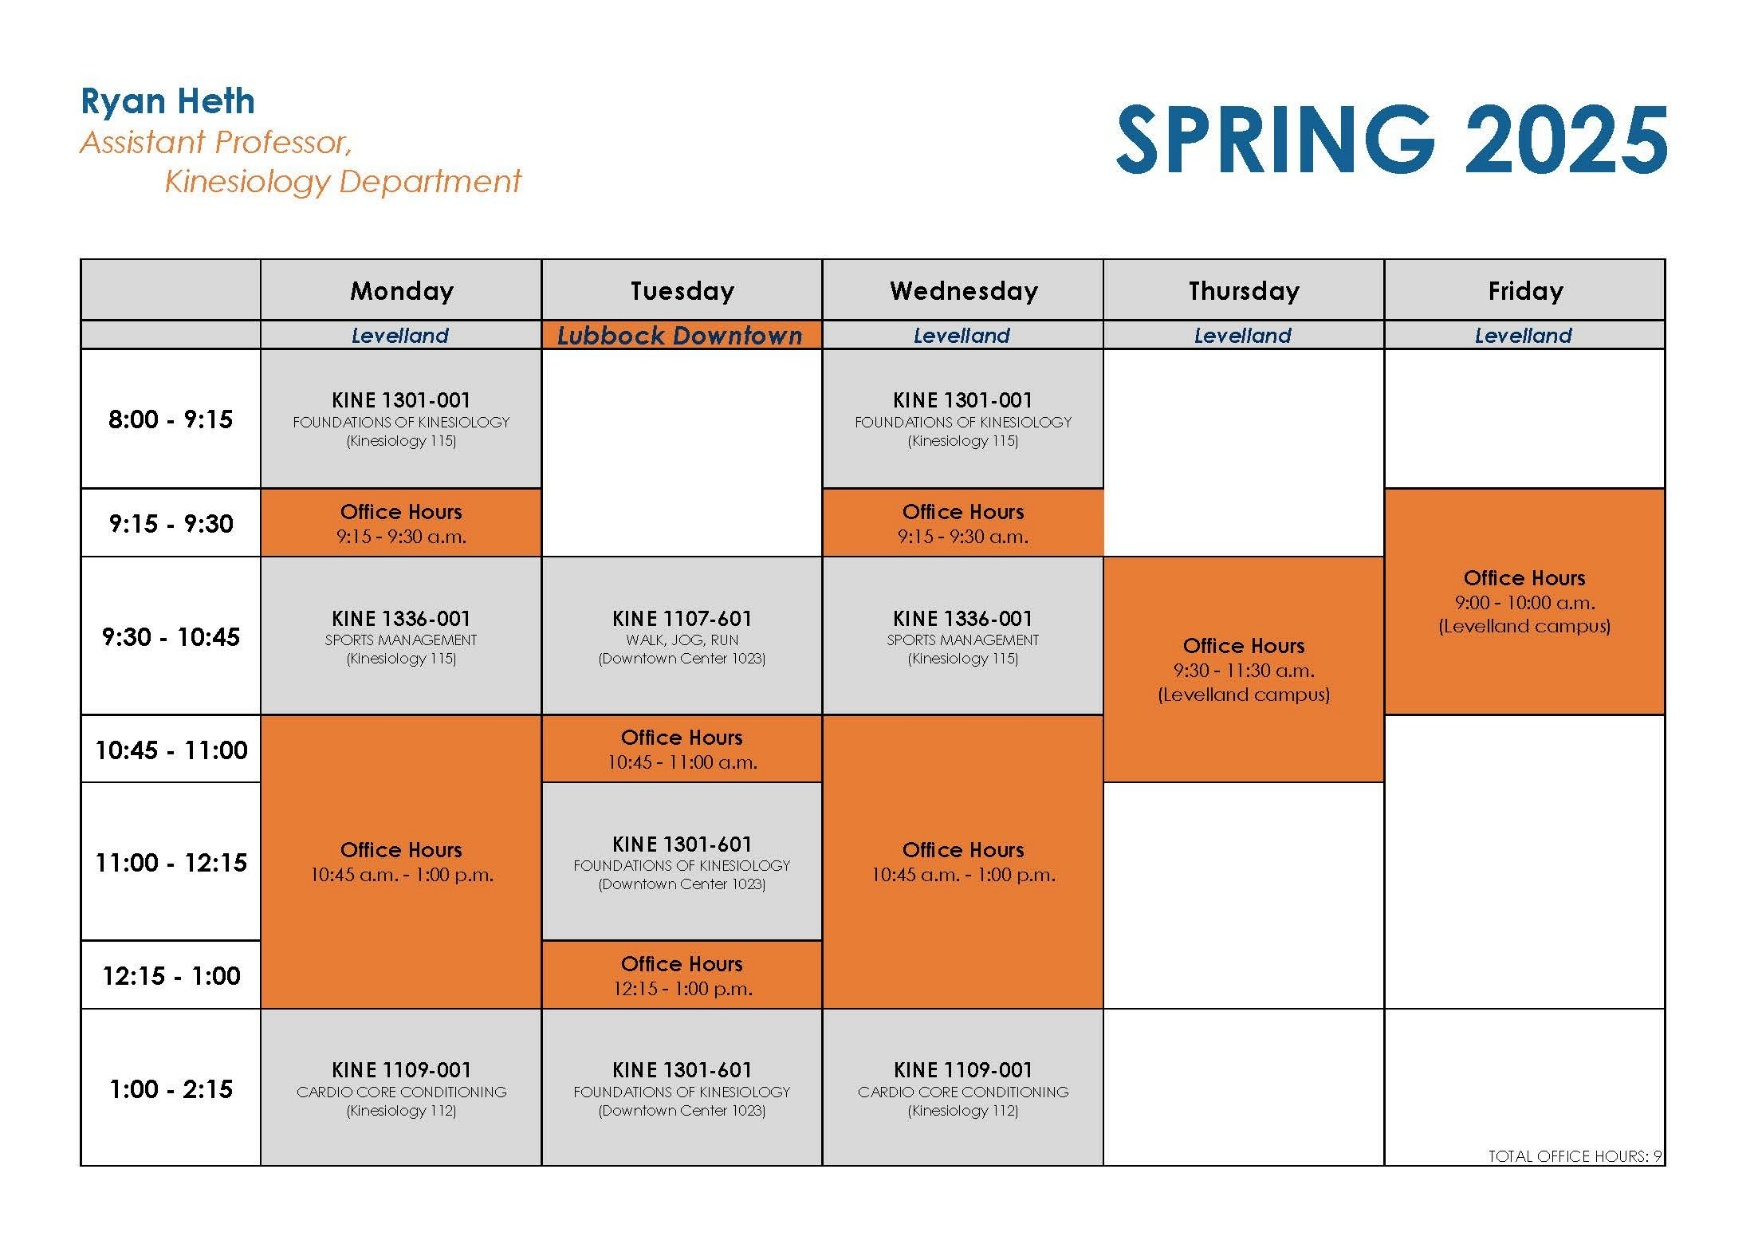 Ryan Heth
Assistant Professor,
Kinesiology Department
SPRING 2025
Monday Tuesday Wednesday Thursday Friday
Levelland Lubbock Downtown Levelland Levelland Levelland
8:00 - 9:15
KINE 1301-001
FOUNDATIONS OF KINESIOLOGY
(Kinesiology 115)
KINE 1301-001
FOUNDATIONS OF KINESIOLOGY
(Kinesiology 115)
9:15 - 9:30
Office Hours
9:15 - 9:30 a.m.
Office Hours
9:15 - 9:30 a.m.
Office Hours
9:00 - 10:00 a.m.
(Levelland campus)
9:30 - 10:45
KINE 1336-001
SPORTS MANAGEMENT
(Kinesiology 115)
KINE 1107-601
WALK, JOG, RUN
(Downtown Center 1023)
KINE 1336-001
SPORTS MANAGEMENT
(Kinesiology 115)
Office Hours
9:30 - 11:30 a.m.
(Levelland campus)
10:45 - 11:00
Office Hours
10:45 - 11:00 a.m.
11:00 - 12:15
Office Hours
10:45 a.m. - 1:00 p.m.
KINE 1301-601
FOUNDATIONS OF KINESIOLOGY
(Downtown Center 1023)
Office Hours
10:45 a.m. - 1:00 p.m.
12:15 - 1:00
Office Hours
12:15 - 1:00 p.m.
1:00 - 2:15
KINE 1109-001
CARDIO CORE CONDITIONING
(Kinesiology 112)
KINE 1301-601
FOUNDATIONS OF KINESIOLOGY
(Downtown Center 1023)
KINE 1109-001
CARDIO CORE CONDITIONING
(Kinesiology 112)
TOTAL OFFICE HOURS: 9